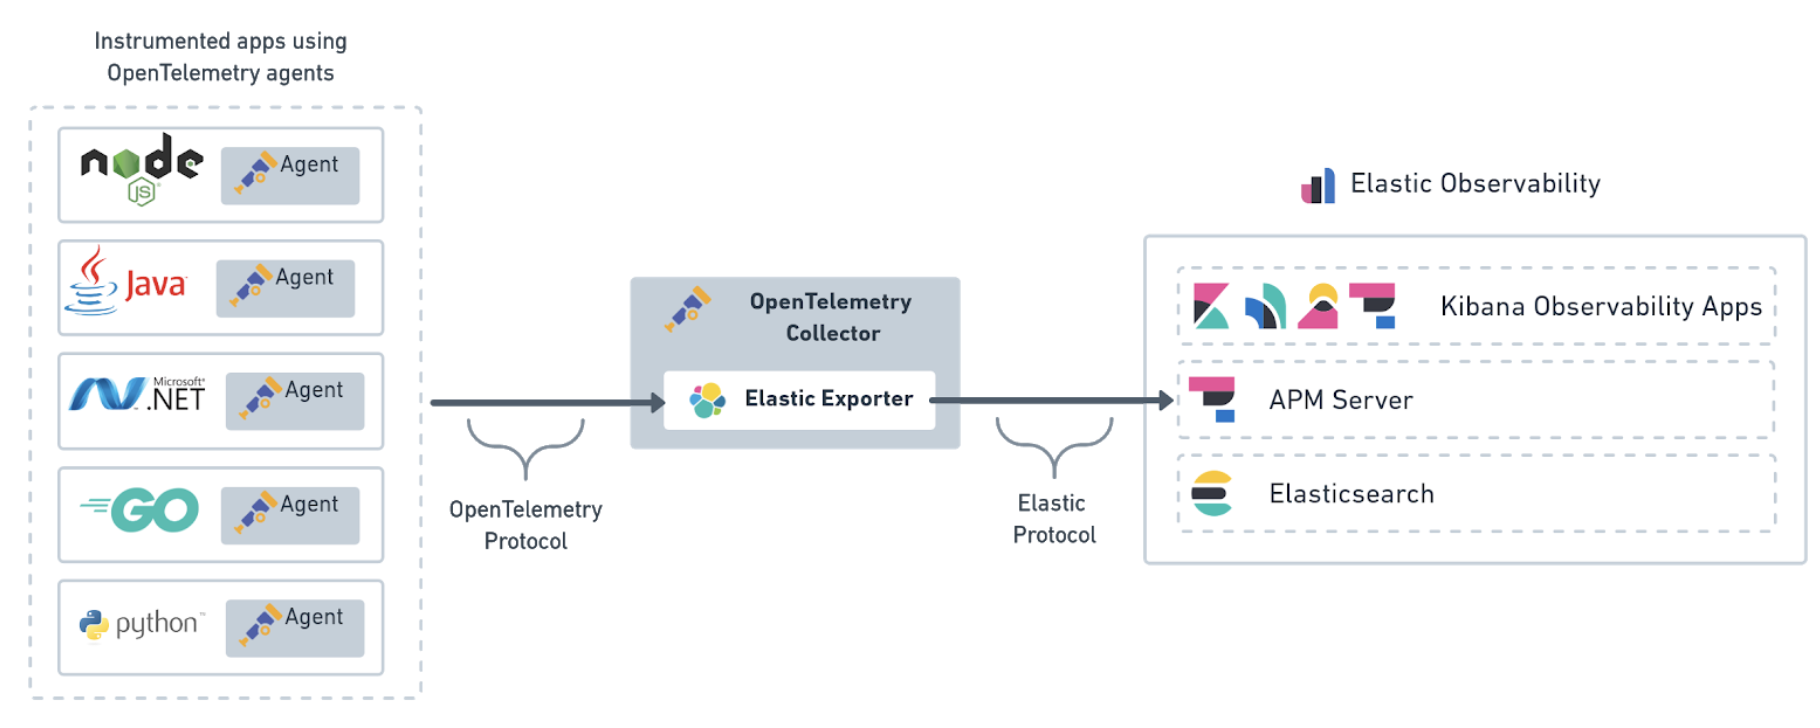 Instrumented apps using
OpenTelemetry agents
node
JS
Agent
Java
Agent
Microsoft®
.NET
Agent
GO
Agent
python™
Agent
OpenTelemetry
Protocol
OpenTelemetry
Collector
Elastic Exporter
Elastic
Protocol
Elastic Observability
Kibana Observability Apps
APM Server
Elasticsearch